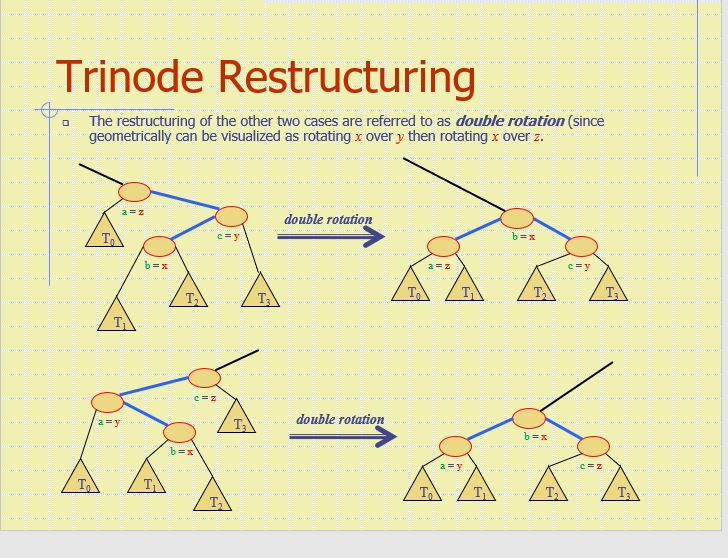 Trinode Restructuring
The restructuring of the other two cases are referred to as double rotation (since
geometrically can be visualized as rotating x over y then rotating x over z.
a = z
T0
c = y
b = x
T2
T3
T1
double rotation
b = x
a = z
c = y
T0
T1
T2
T3
c = z
a = y
T3
b = x
T0
T1
T2
double rotation
b = x
a = y
c = z
T0
T1
T2
T3